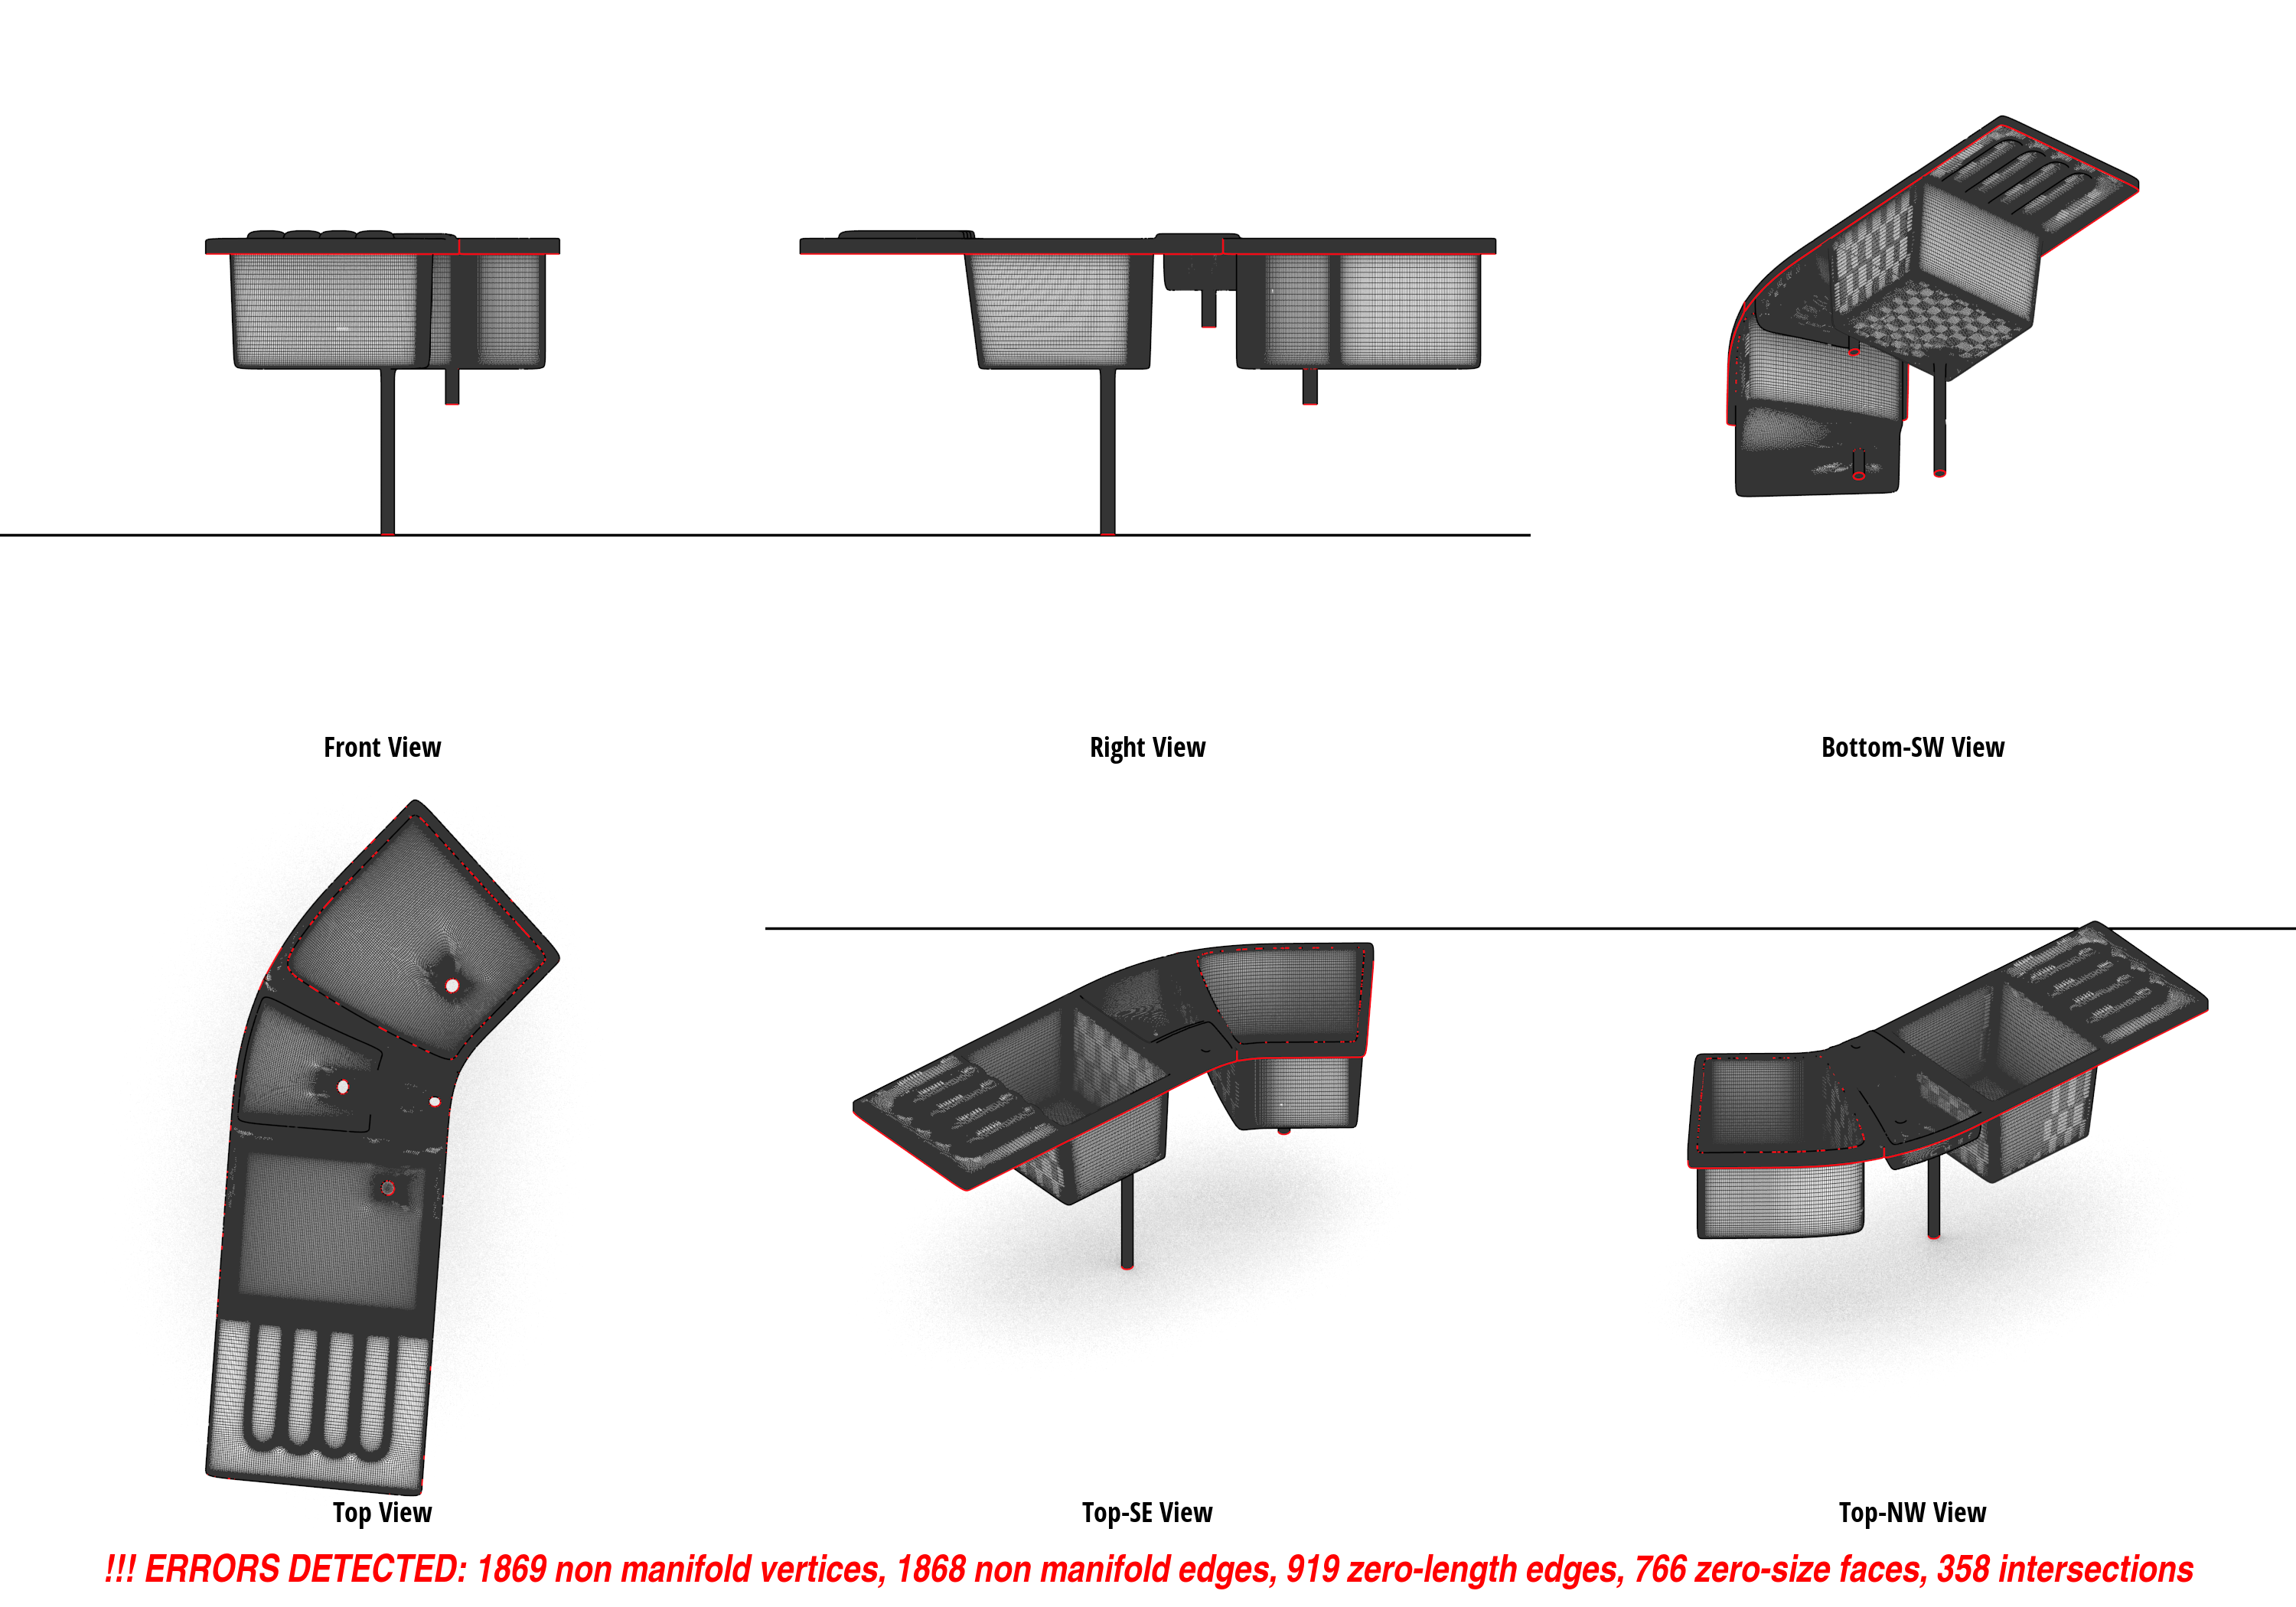 Front View
Right View
Bottom-SW View
Top View
Top-SE View
Top-NW View
!!! ERRORS DETECTED: 1869 non manifold vertices, 1868 non manifold edges, 919 zero-length edges, 766 zero-size faces, 358 intersections